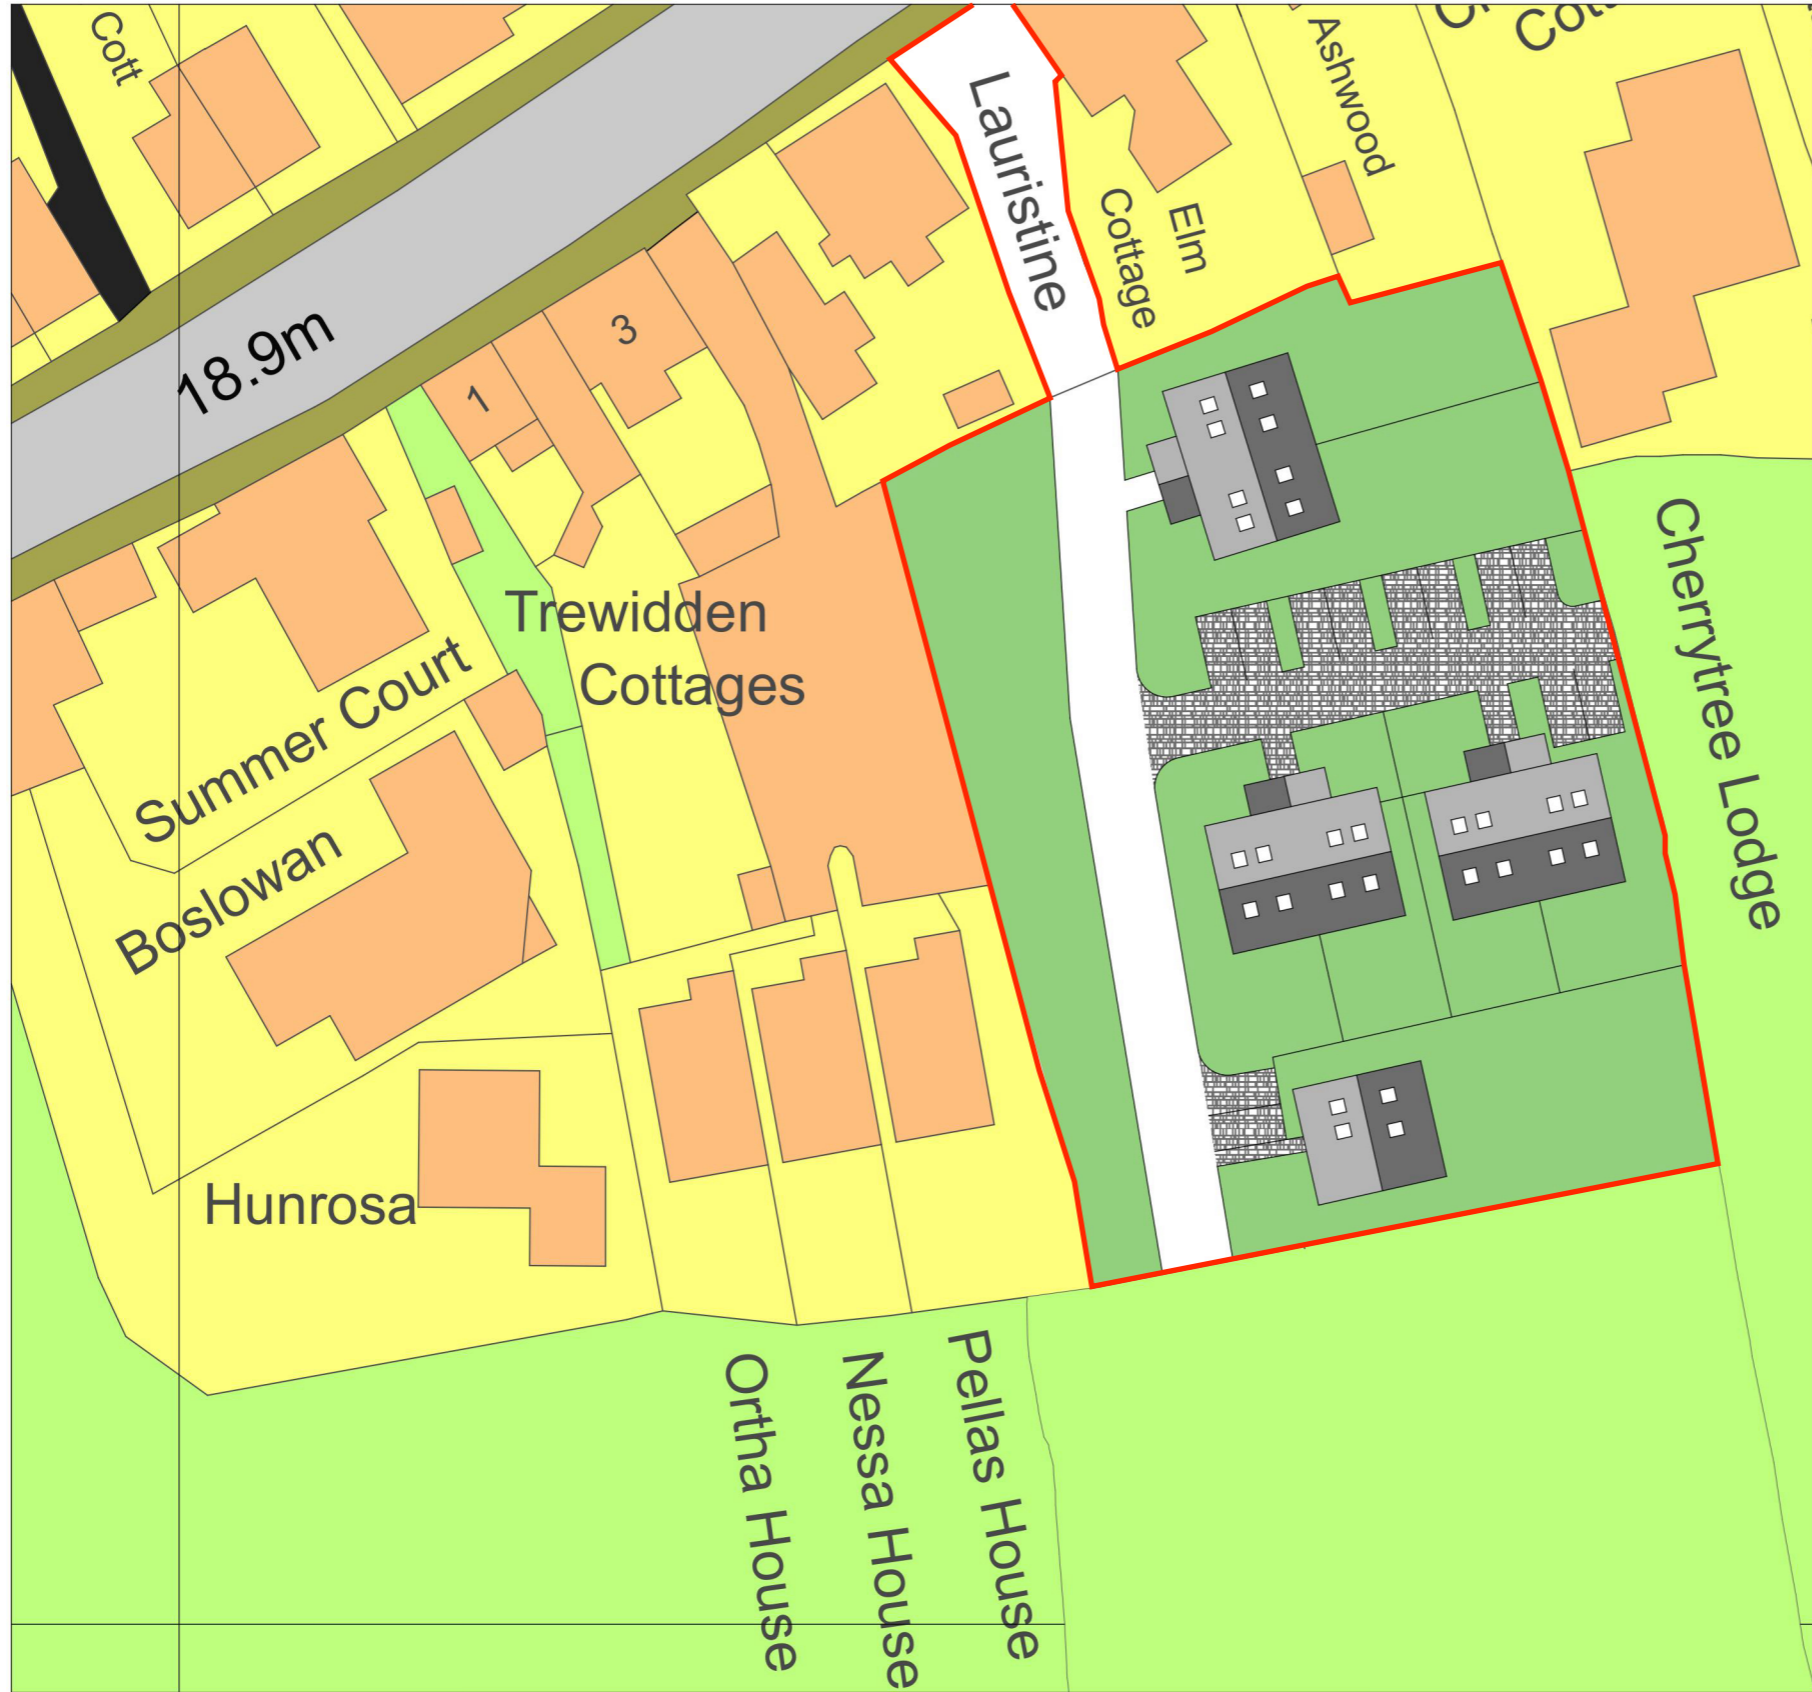 Cott
Lauristine
Ashwood
Elm
Cottage
18.9m
3
1
Trewidden
Cottages
Summer Court
Boslowan
Cherrytree Lodge
Hunrosa
Ortha House
Nessa House
Pellas House